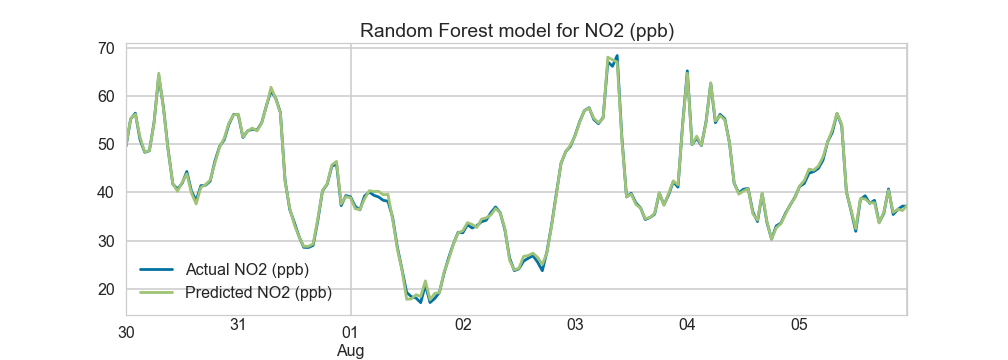 Random Forest model for NO2 (ppb)
70
60
50
40
30
20
Actual NO2 (ppb)
Predicted NO2 (ppb)
30 31 01 02 03 04 05
Aug